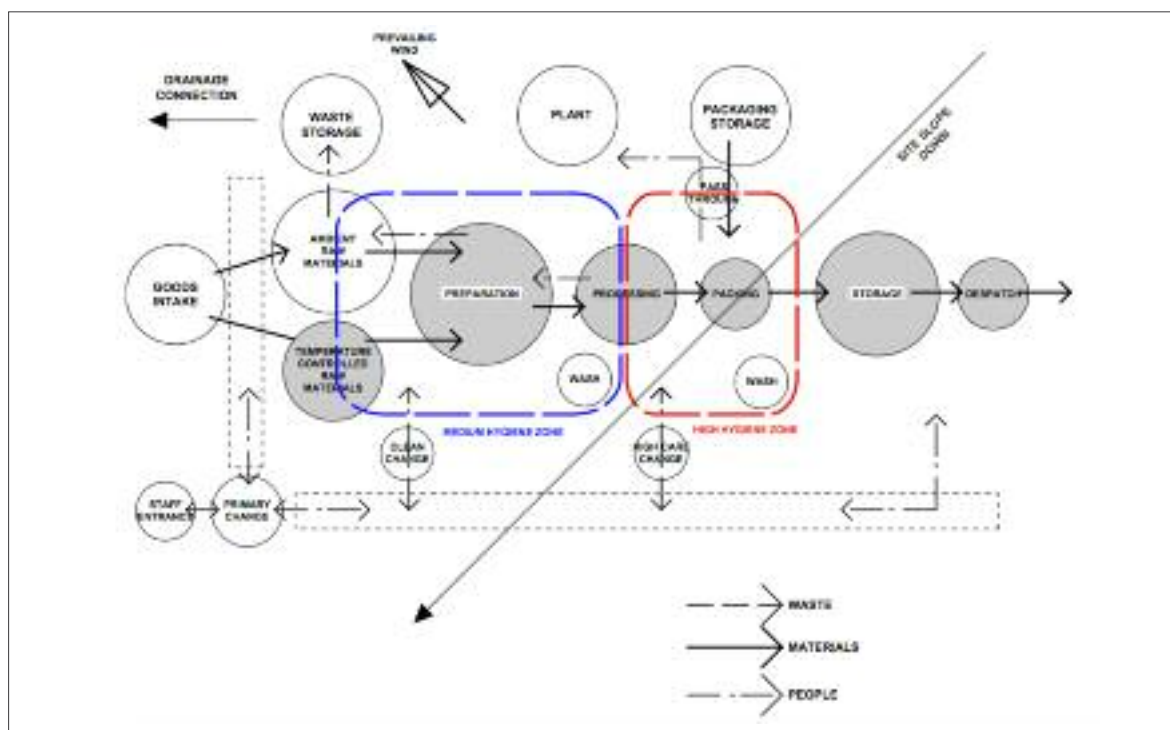 PREVAILING
WIND
DRAINAGE
CONNECTION
WASTE
STORAGE
PLANT
PACKAGING
STORAGE
SITE SLOPE
DOWN
PASS
THROUGH
AMBIENT
RAW
MATERIALS
GOODS
INTAKE
PREPARATION
PROCESSING
PACKING
STORAGE
DESPATCH
TEMPERATURE
CONTROLLED
RAW
MATERIALS
WASH
WASH
MEDIUM HYGIENE ZONE
HIGH HYGIENE ZONE
CLEAN
CHANGE
HIGH CARE
CHANGE
STAFF
ENTRANCE
PRIMARY
CHANGE
WASTE
MATERIALS
PEOPLE